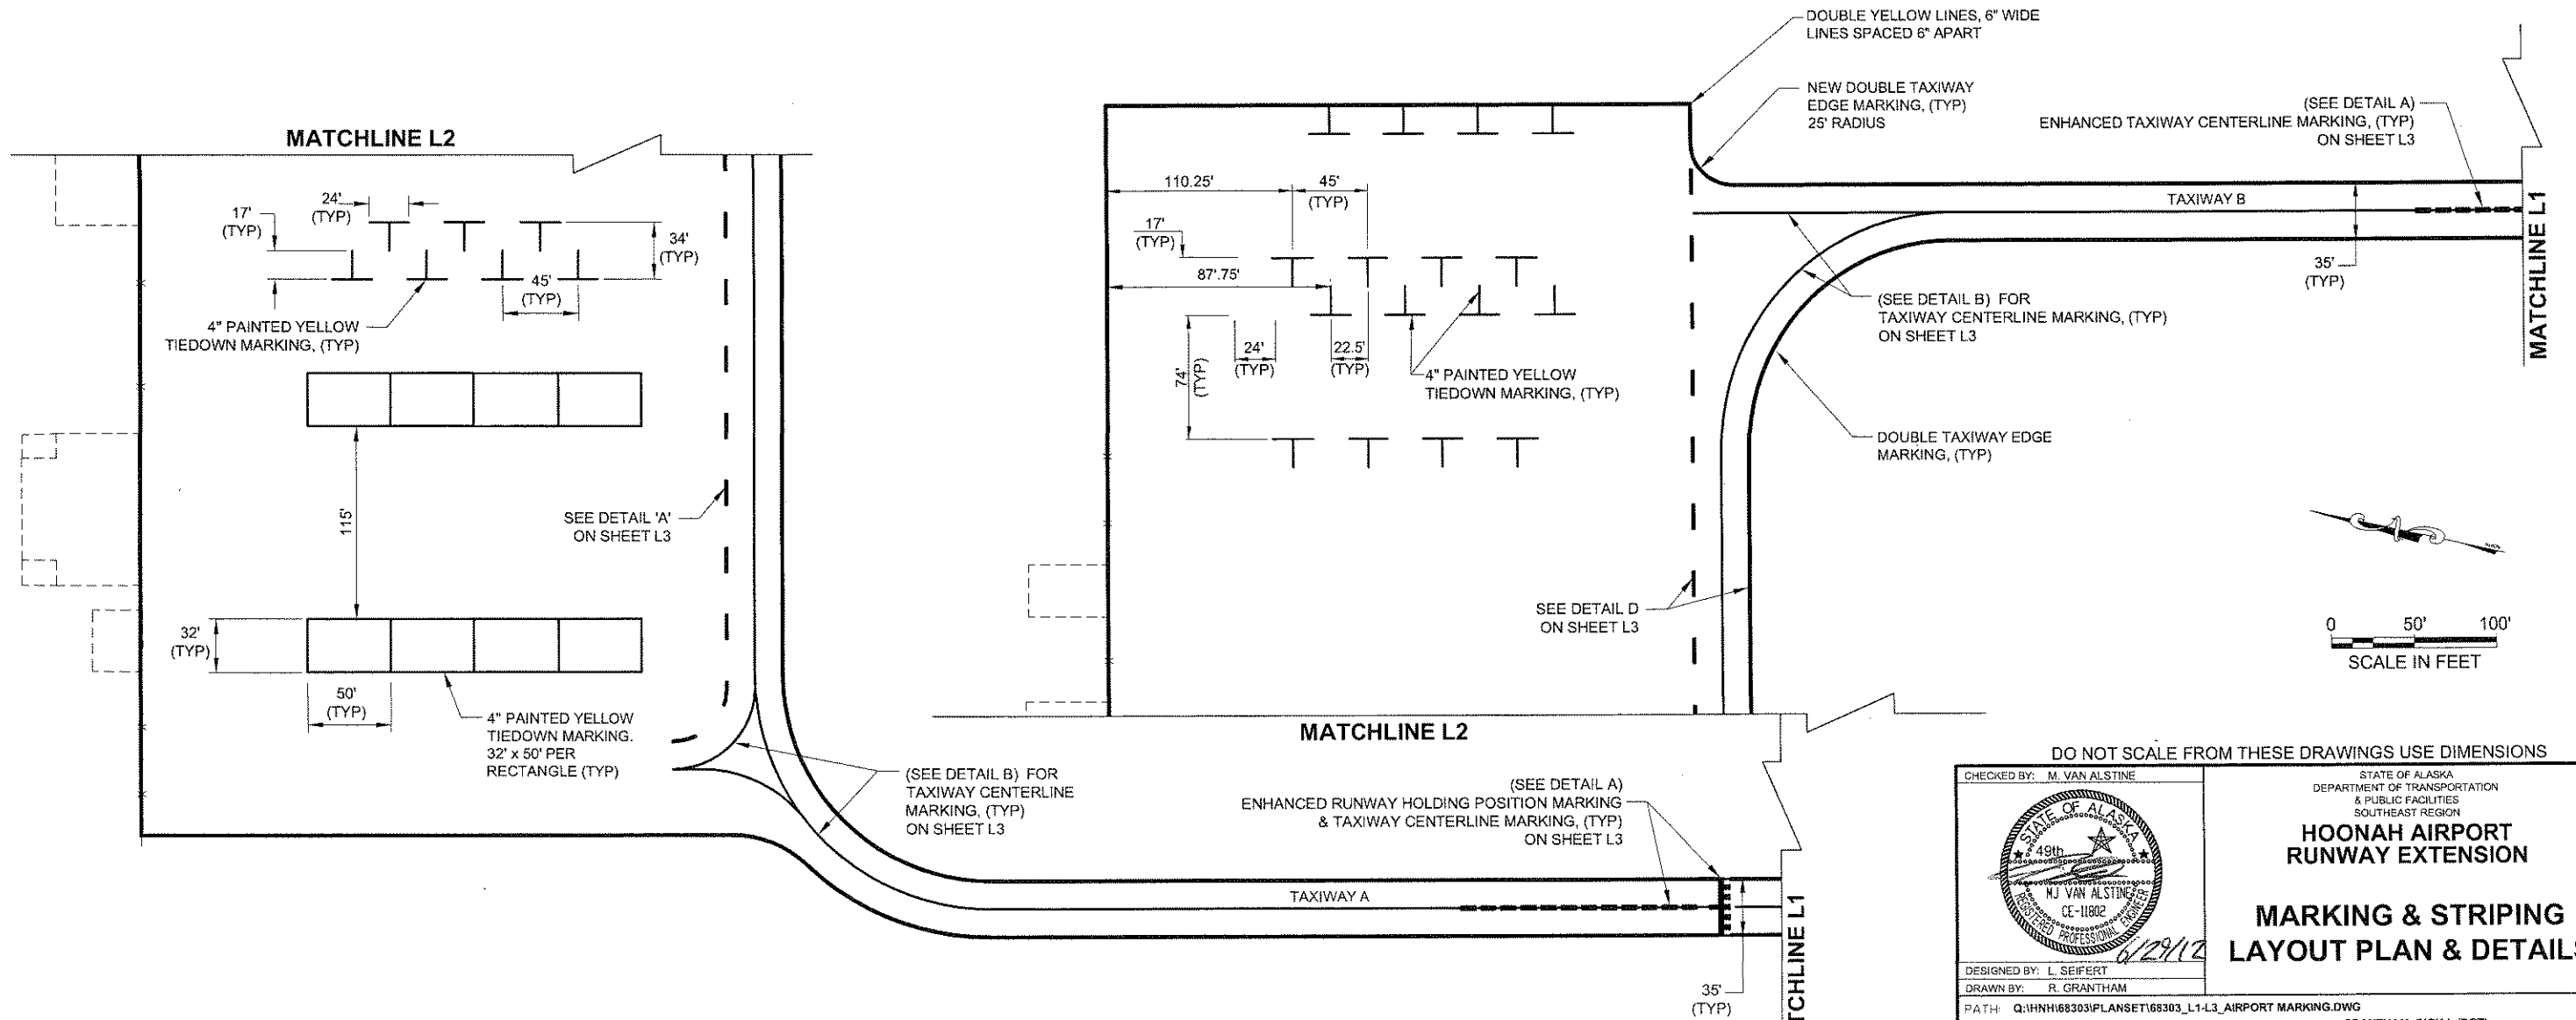 MATCHLINE L2
24'
(TYP)
17'
(TYP)
34'
(TYP)
45'
(TYP)
4" PAINTED YELLOW
TIEDOWN MARKING, (TYP)
115'
SEE DETAIL 'A'
ON SHEET L3
32'
(TYP)
50'
(TYP)
4" PAINTED YELLOW
TIEDOWN MARKING.
32' x 50' PER
RECTANGLE (TYP)
(SEE DETAIL B) FOR
TAXIWAY CENTERLINE
MARKING, (TYP)
ON SHEET L3
TAXIWAY A
(SEE DETAIL A)
ENHANCED RUNWAY HOLDING POSITION MARKING
& TAXIWAY CENTERLINE MARKING, (TYP)
ON SHEET L3
35'
(TYP)
TCHLINE L1
DOUBLE YELLOW LINES, 6" WIDE
LINES SPACED 6" APART
NEW DOUBLE TAXIWAY
EDGE MARKING, (TYP)
25' RADIUS
(SEE DETAIL A)
ENHANCED TAXIWAY CENTERLINE MARKING, (TYP)
ON SHEET L3
110.25'
45'
(TYP)
17'
(TYP)
87'.75'
74'
(TYP)
24'
(TYP)
22.5'
(TYP)
4" PAINTED YELLOW
TIEDOWN MARKING, (TYP)
TAXIWAY B
35'
(TYP)
MATCHLINE L1
(SEE DETAIL B) FOR
TAXIWAY CENTERLINE MARKING, (TYP)
ON SHEET L3
DOUBLE TAXIWAY EDGE
MARKING, (TYP)
SEE DETAIL D
ON SHEET L3
MATCHLINE L2
0 50' 100'
SCALE IN FEET
DO NOT SCALE FROM THESE DRAWINGS USE DIMENSIONS
CHECKED BY: M. VAN ALSTINE
STATE OF ALASKA
49th
MJ VAN ALSTINE
CE-11802
REGISTERED PROFESSIONAL ENGINEER
6/29/12
DESIGNED BY: L. SEIFERT
DRAWN BY: R. GRANTHAM
STATE OF ALASKA
DEPARTMENT OF TRANSPORTATION
& PUBLIC FACILITIES
SOUTHEAST REGION
HOONAH AIRPORT
RUNWAY EXTENSION
MARKING & STRIPING
LAYOUT PLAN & DETAILS
PATH: Q:\HNH\68303\PLANSET\68303_L1-L3_AIRPORT MARKING.DWG